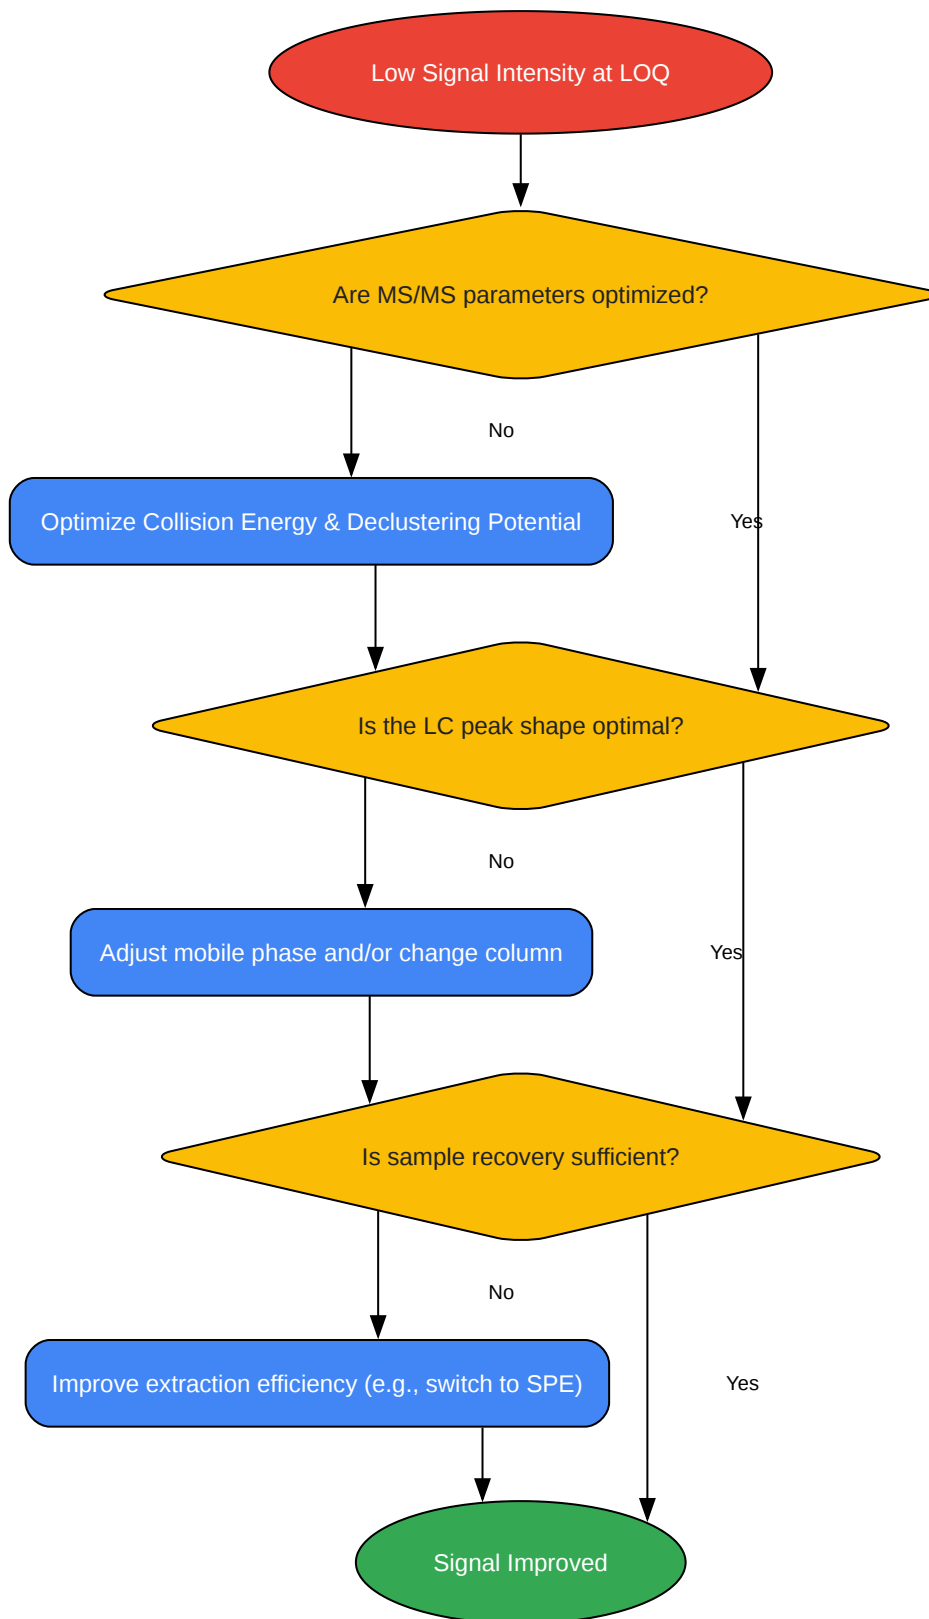 Low Signal Intensity at LOQ
Are MS/MS parameters optimized?
No
Optimize Collision Energy & Declustering Potential
Yes
Is the LC peak shape optimal?
No
Adjust mobile phase and/or change column
Yes
Is sample recovery sufficient?
No
Improve extraction efficiency (e.g., switch to SPE)
Yes
Signal Improved